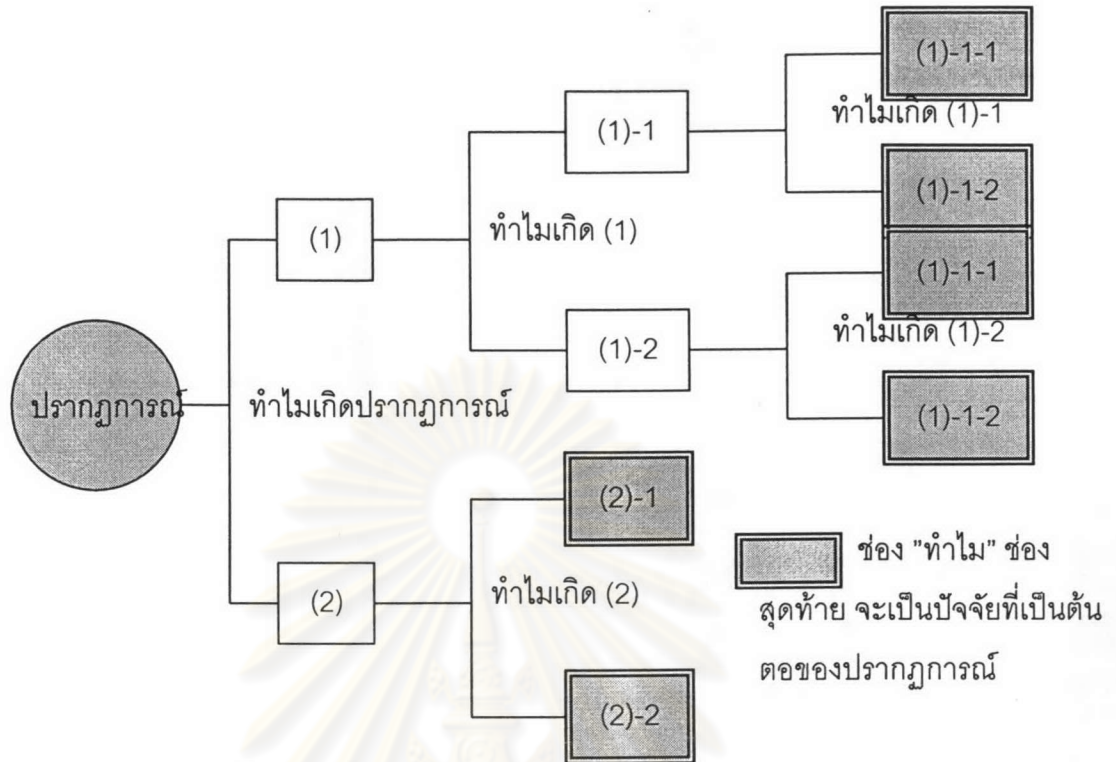 (1)-1-1
ทำไมเกิด (1)-1
(1)-1
(1)-1-2
(1)
ทำไมเกิด (1)
(1)-1-1
ทำไมเกิด (1)-2
(1)-2
(1)-1-2
ปรากฏการณ์
ทำไมเกิดปรากฏการณ์
(2)-1
(2)
ทำไมเกิด (2)
(2)-2
ช่อง "ทำไม" ช่อง
สุดท้าย จะเป็นปัจจัยที่เป็นต้น
ตอของปรากฏการณ์